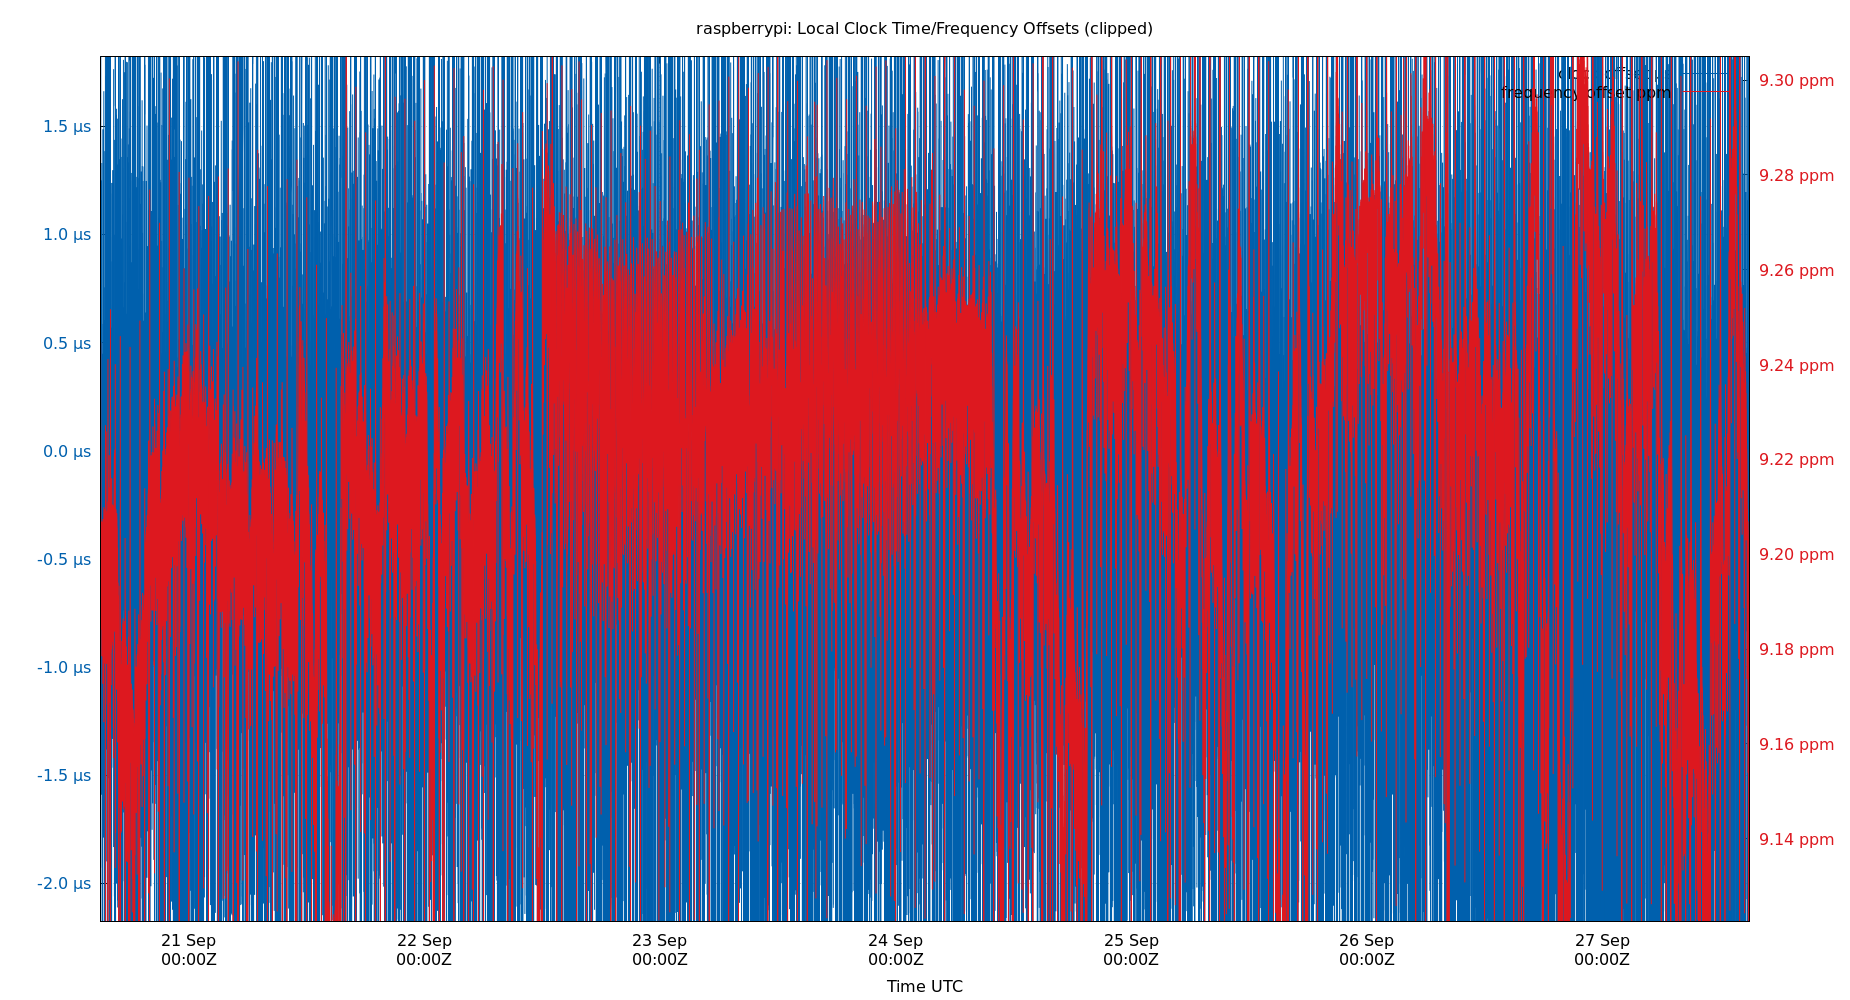 raspberrypi: Local Clock Time/Frequency Offsets (clipped)
frequency offset ppm
1.5 µs
1.0 µs
0.5 µs
0.0 µs
-0.5 µs
-1.0 µs
-1.5 µs
-2.0 µs
9.30 ppm
9.28 ppm
9.26 ppm
9.24 ppm
9.22 ppm
9.20 ppm
9.18 ppm
9.16 ppm
9.14 ppm
21 Sep
00:00Z
22 Sep
00:00Z
23 Sep
00:00Z
24 Sep
00:00Z
25 Sep
00:00Z
26 Sep
00:00Z
27 Sep
00:00Z
Time UTC